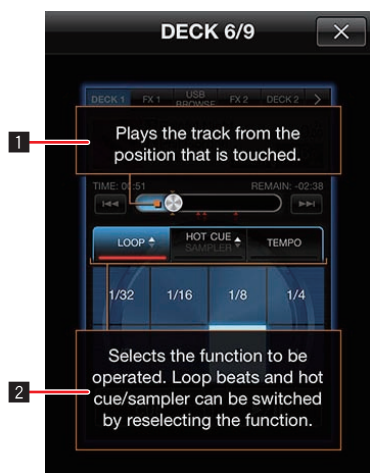 DECK 6/9
DECK 1 FX 1 USB BROWSE FX 2 DECK 2
1
Plays the track from the
position that is touched.
TIME: 00:51 REMAIN: -02:38
LOOP HOT CUE SAMPLER TEMPO
1/32 1/16 1/8 1/4
2
Selects the function to be
operated. Loop beats and hot
cue/sampler can be switched
by reselecting the function.